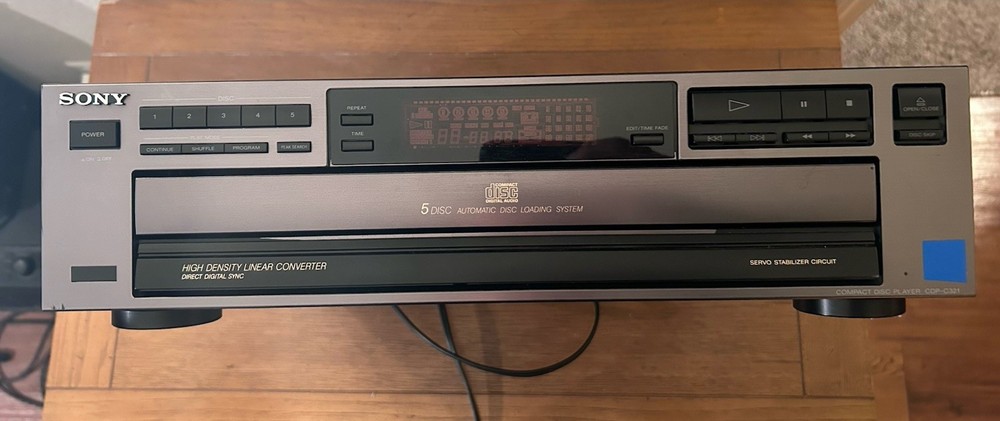 SONY
DISC
1 2 3 4 5
POWER
PLAY MODE
CONTINUE SHUFFLE PROGRAM PEAK SEARCH
REPEAT
TIME
EDIT/TIME FADE
OPEN/CLOSE
DISC SKIP
COMPACT
disc
DIGITAL AUDIO
5 DISC AUTOMATIC DISC LOADING SYSTEM
HIGH DENSITY LINEAR CONVERTER
DIRECT DIGITAL SYNC
SERVO STABILIZER CIRCUIT
COMPACT DISC PLAYER CDP-C321